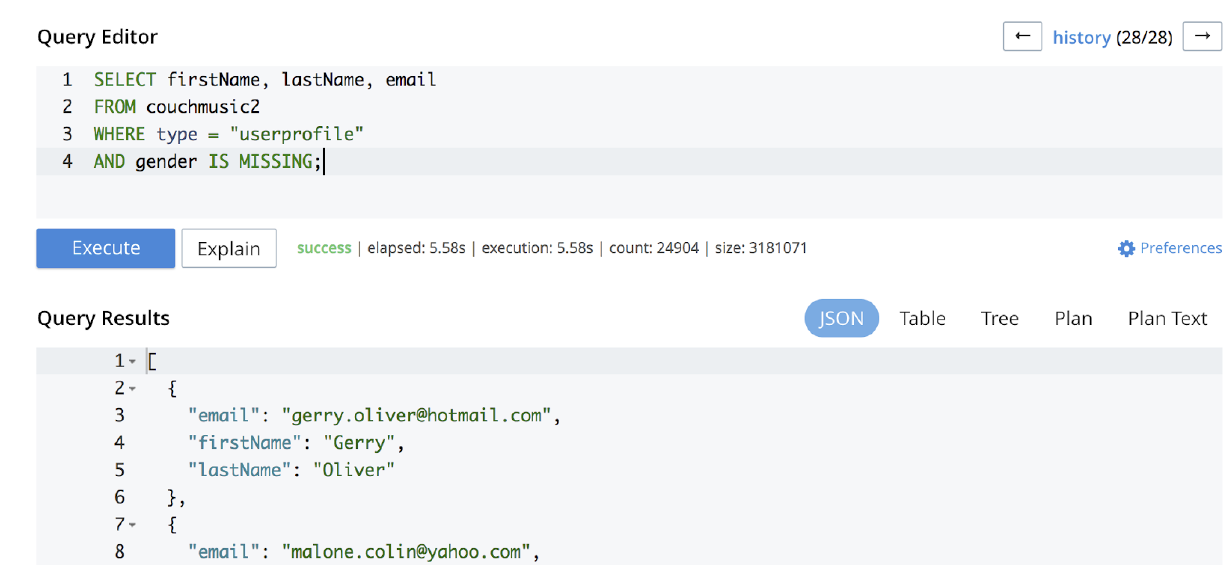 Query Editor
← history (28/28) →
1 SELECT firstName, lastName, email
2 FROM couchmusic2
3 WHERE type = "userprofile"
4 AND gender IS MISSING;
Execute Explain success | elapsed: 5.58s | execution: 5.58s | count: 24904 | size: 3181071 Preferences
Query Results JSON Table Tree Plan Plan Text
1 [
2 {
3 "email": "gerry.oliver@hotmail.com",
4 "firstName": "Gerry",
5 "lastName": "Oliver"
6 },
7 {
8 "email": "malone.colin@yahoo.com",